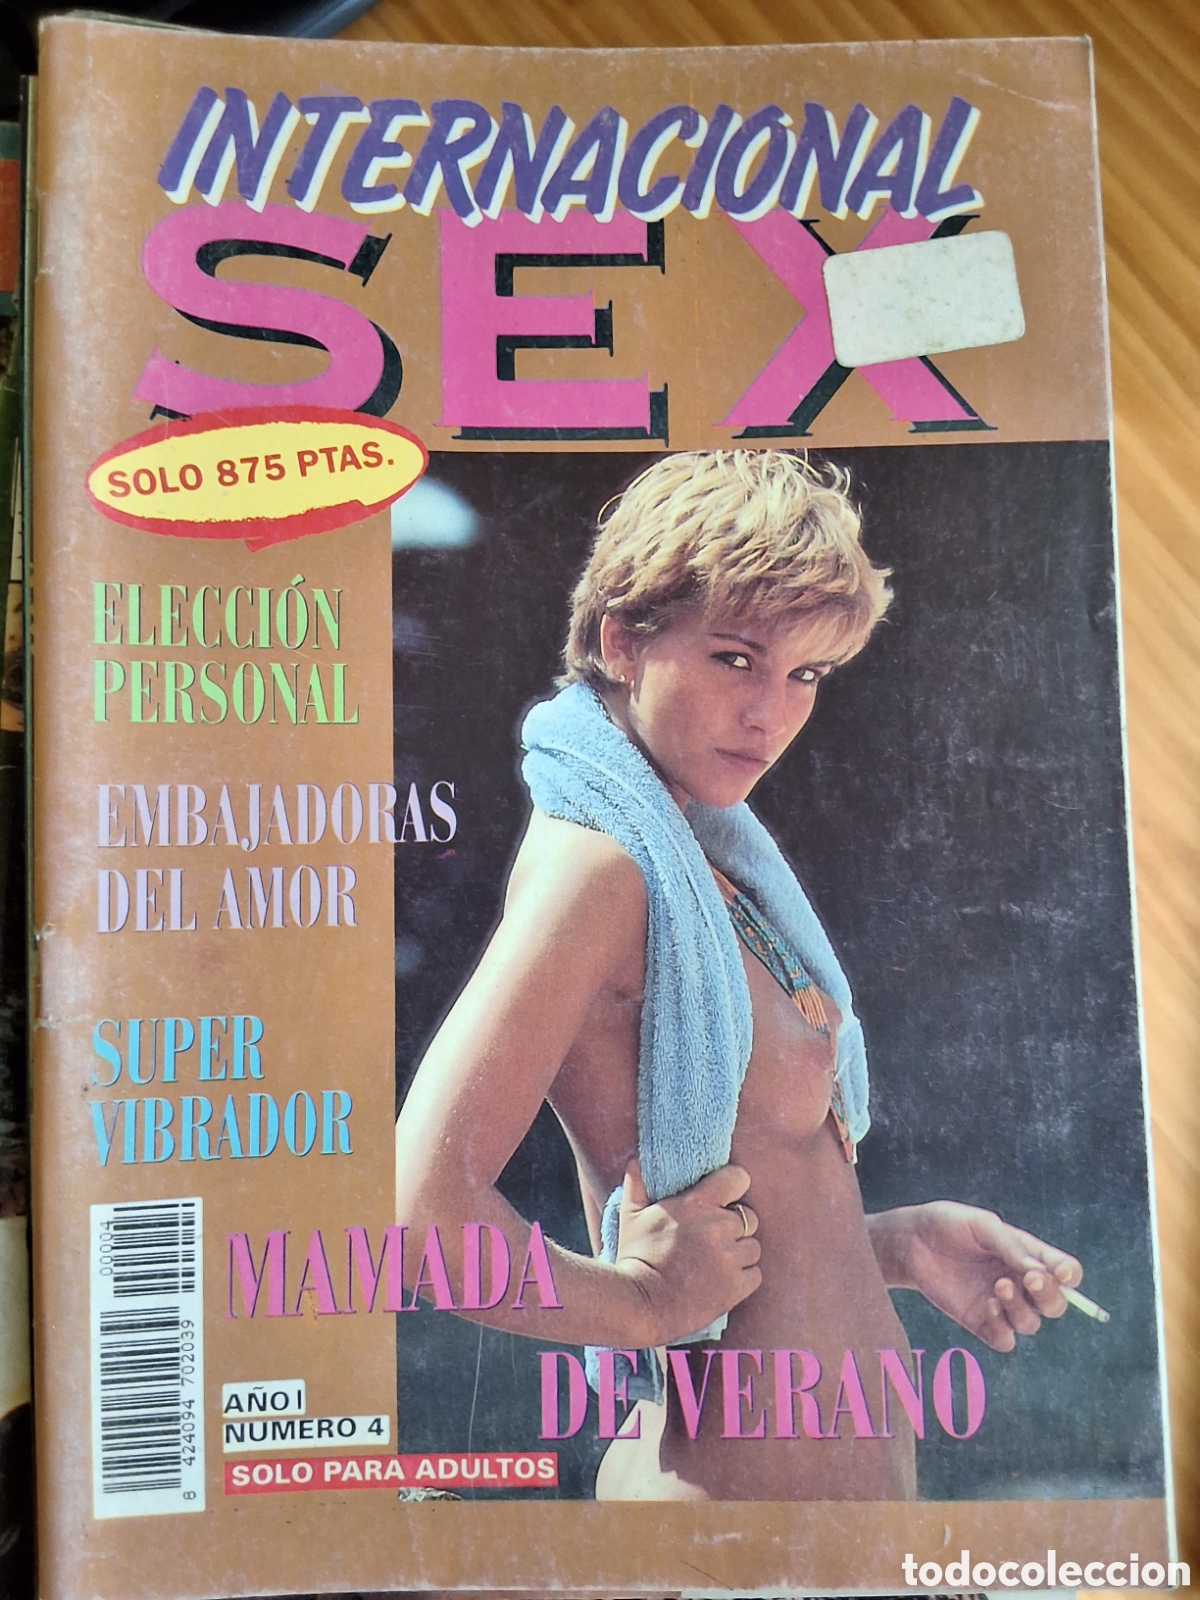 INTERNACIONAL
SEX
SOLO 875 PTAS.
ELECCIÓN
PERSONAL
EMBAJADORAS
DEL AMOR
SUPER
VIBRADOR
MAMADA
DE VERANO
00004
8 424094 702039
AÑO I
NUMERO 4
SOLO PARA ADULTOS
todocoleccion